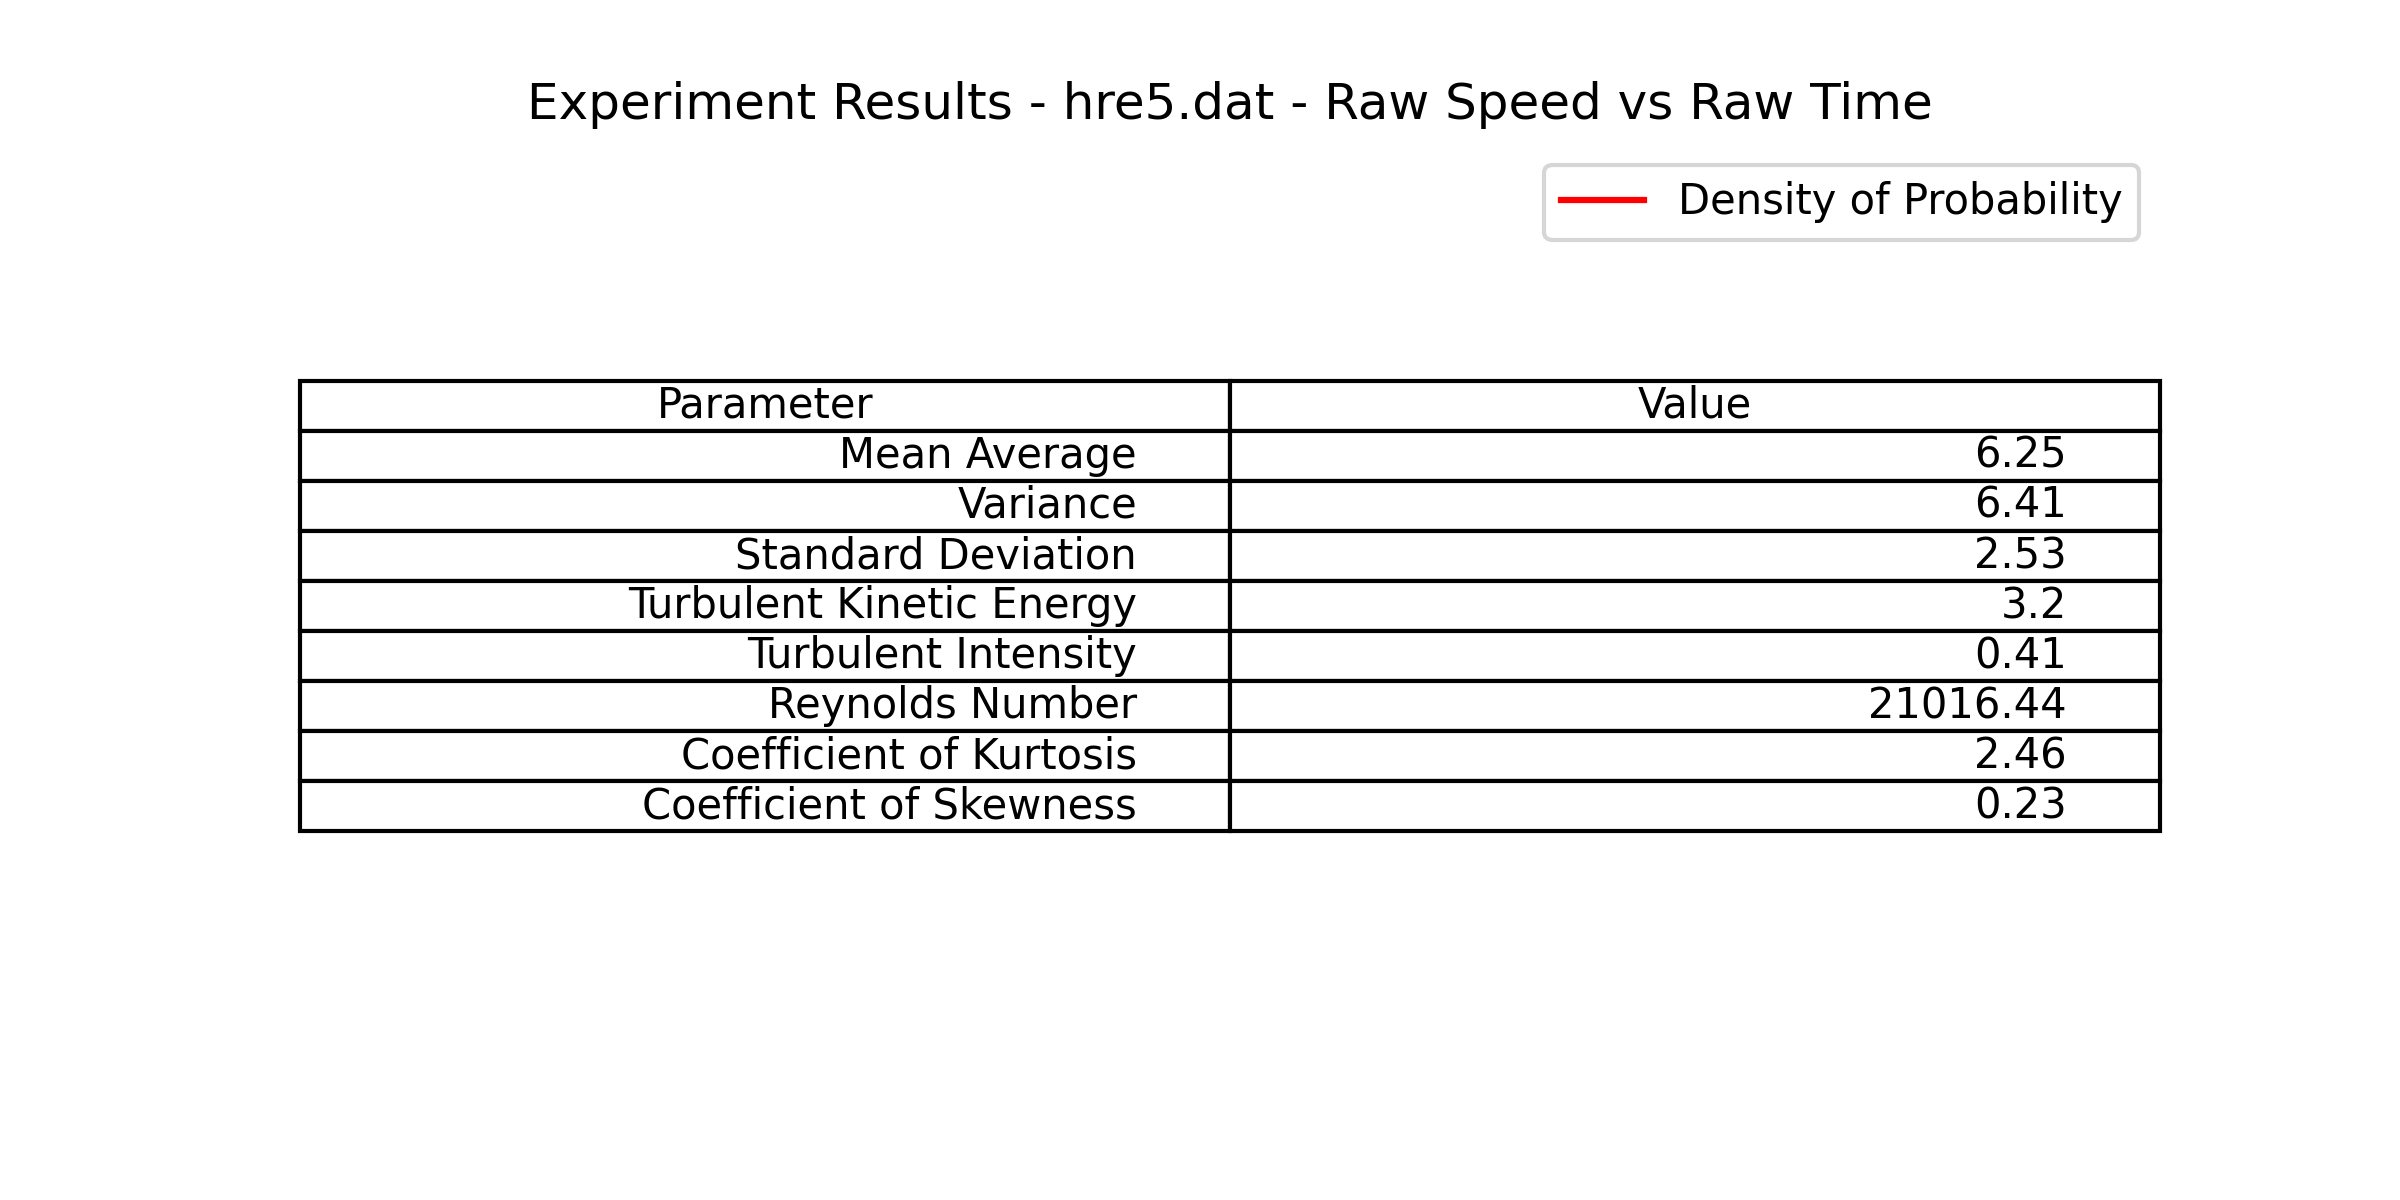 Experiment Results - hre5.dat - Raw Speed vs Raw Time
Density of Probability
Parameter Value
Mean Average 6.25
Variance 6.41
Standard Deviation 2.53
Turbulent Kinetic Energy 3.2
Turbulent Intensity 0.41
Reynolds Number 21016.44
Coefficient of Kurtosis 2.46
Coefficient of Skewness 0.23